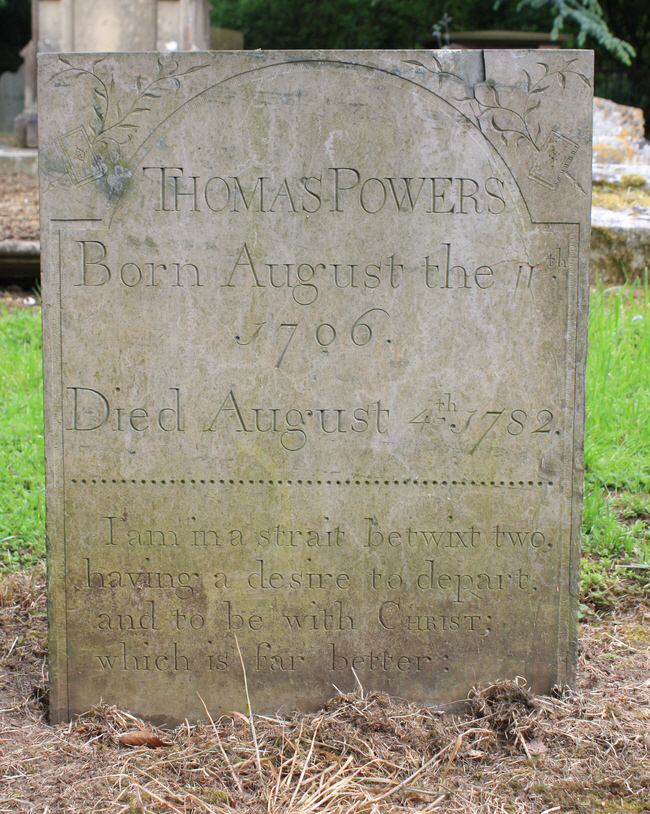 THOMAS POWERS
Born August the 11th
1706.
Died August 4th. 1782.
I am in a strait betwixt two,
having a desire to depart,
and to be with CHRIST;
which is far better: